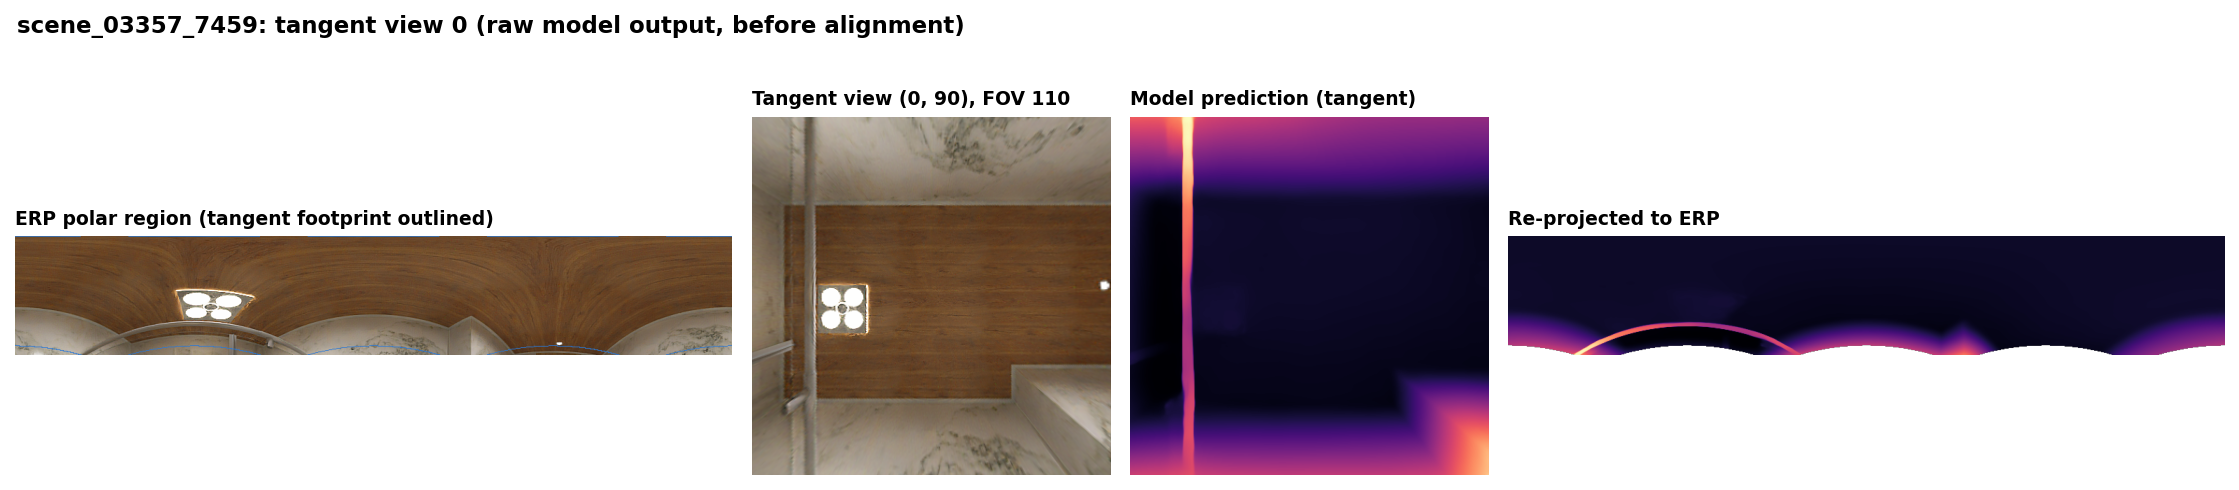 scene_03357_7459: tangent view 0 (raw model output, before alignment)
Tangent view (0, 90), FOV 110
Model prediction (tangent)
ERP polar region (tangent footprint outlined)
Re-projected to ERP